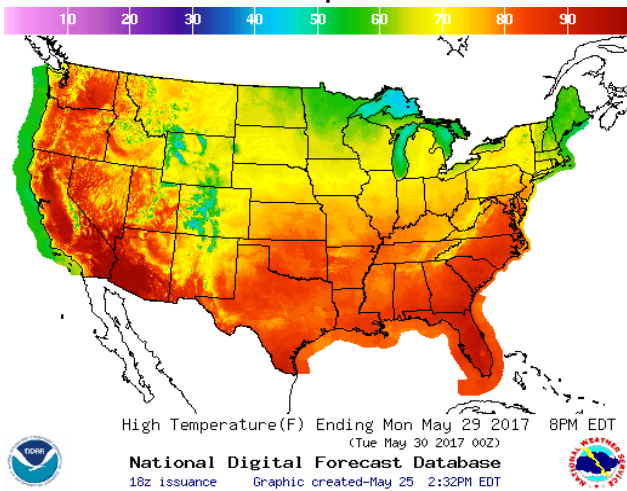 10 20 30 40 50 60 70 80 90
High Temperature(F) Ending Mon May 29 2017 8PM EDT
(Tue May 30 2017 00Z)
National Digital Forecast Database
18z issuance Graphic created-May 25 2:32PM EDT
NOAA
NATIONAL WEATHER SERVICE